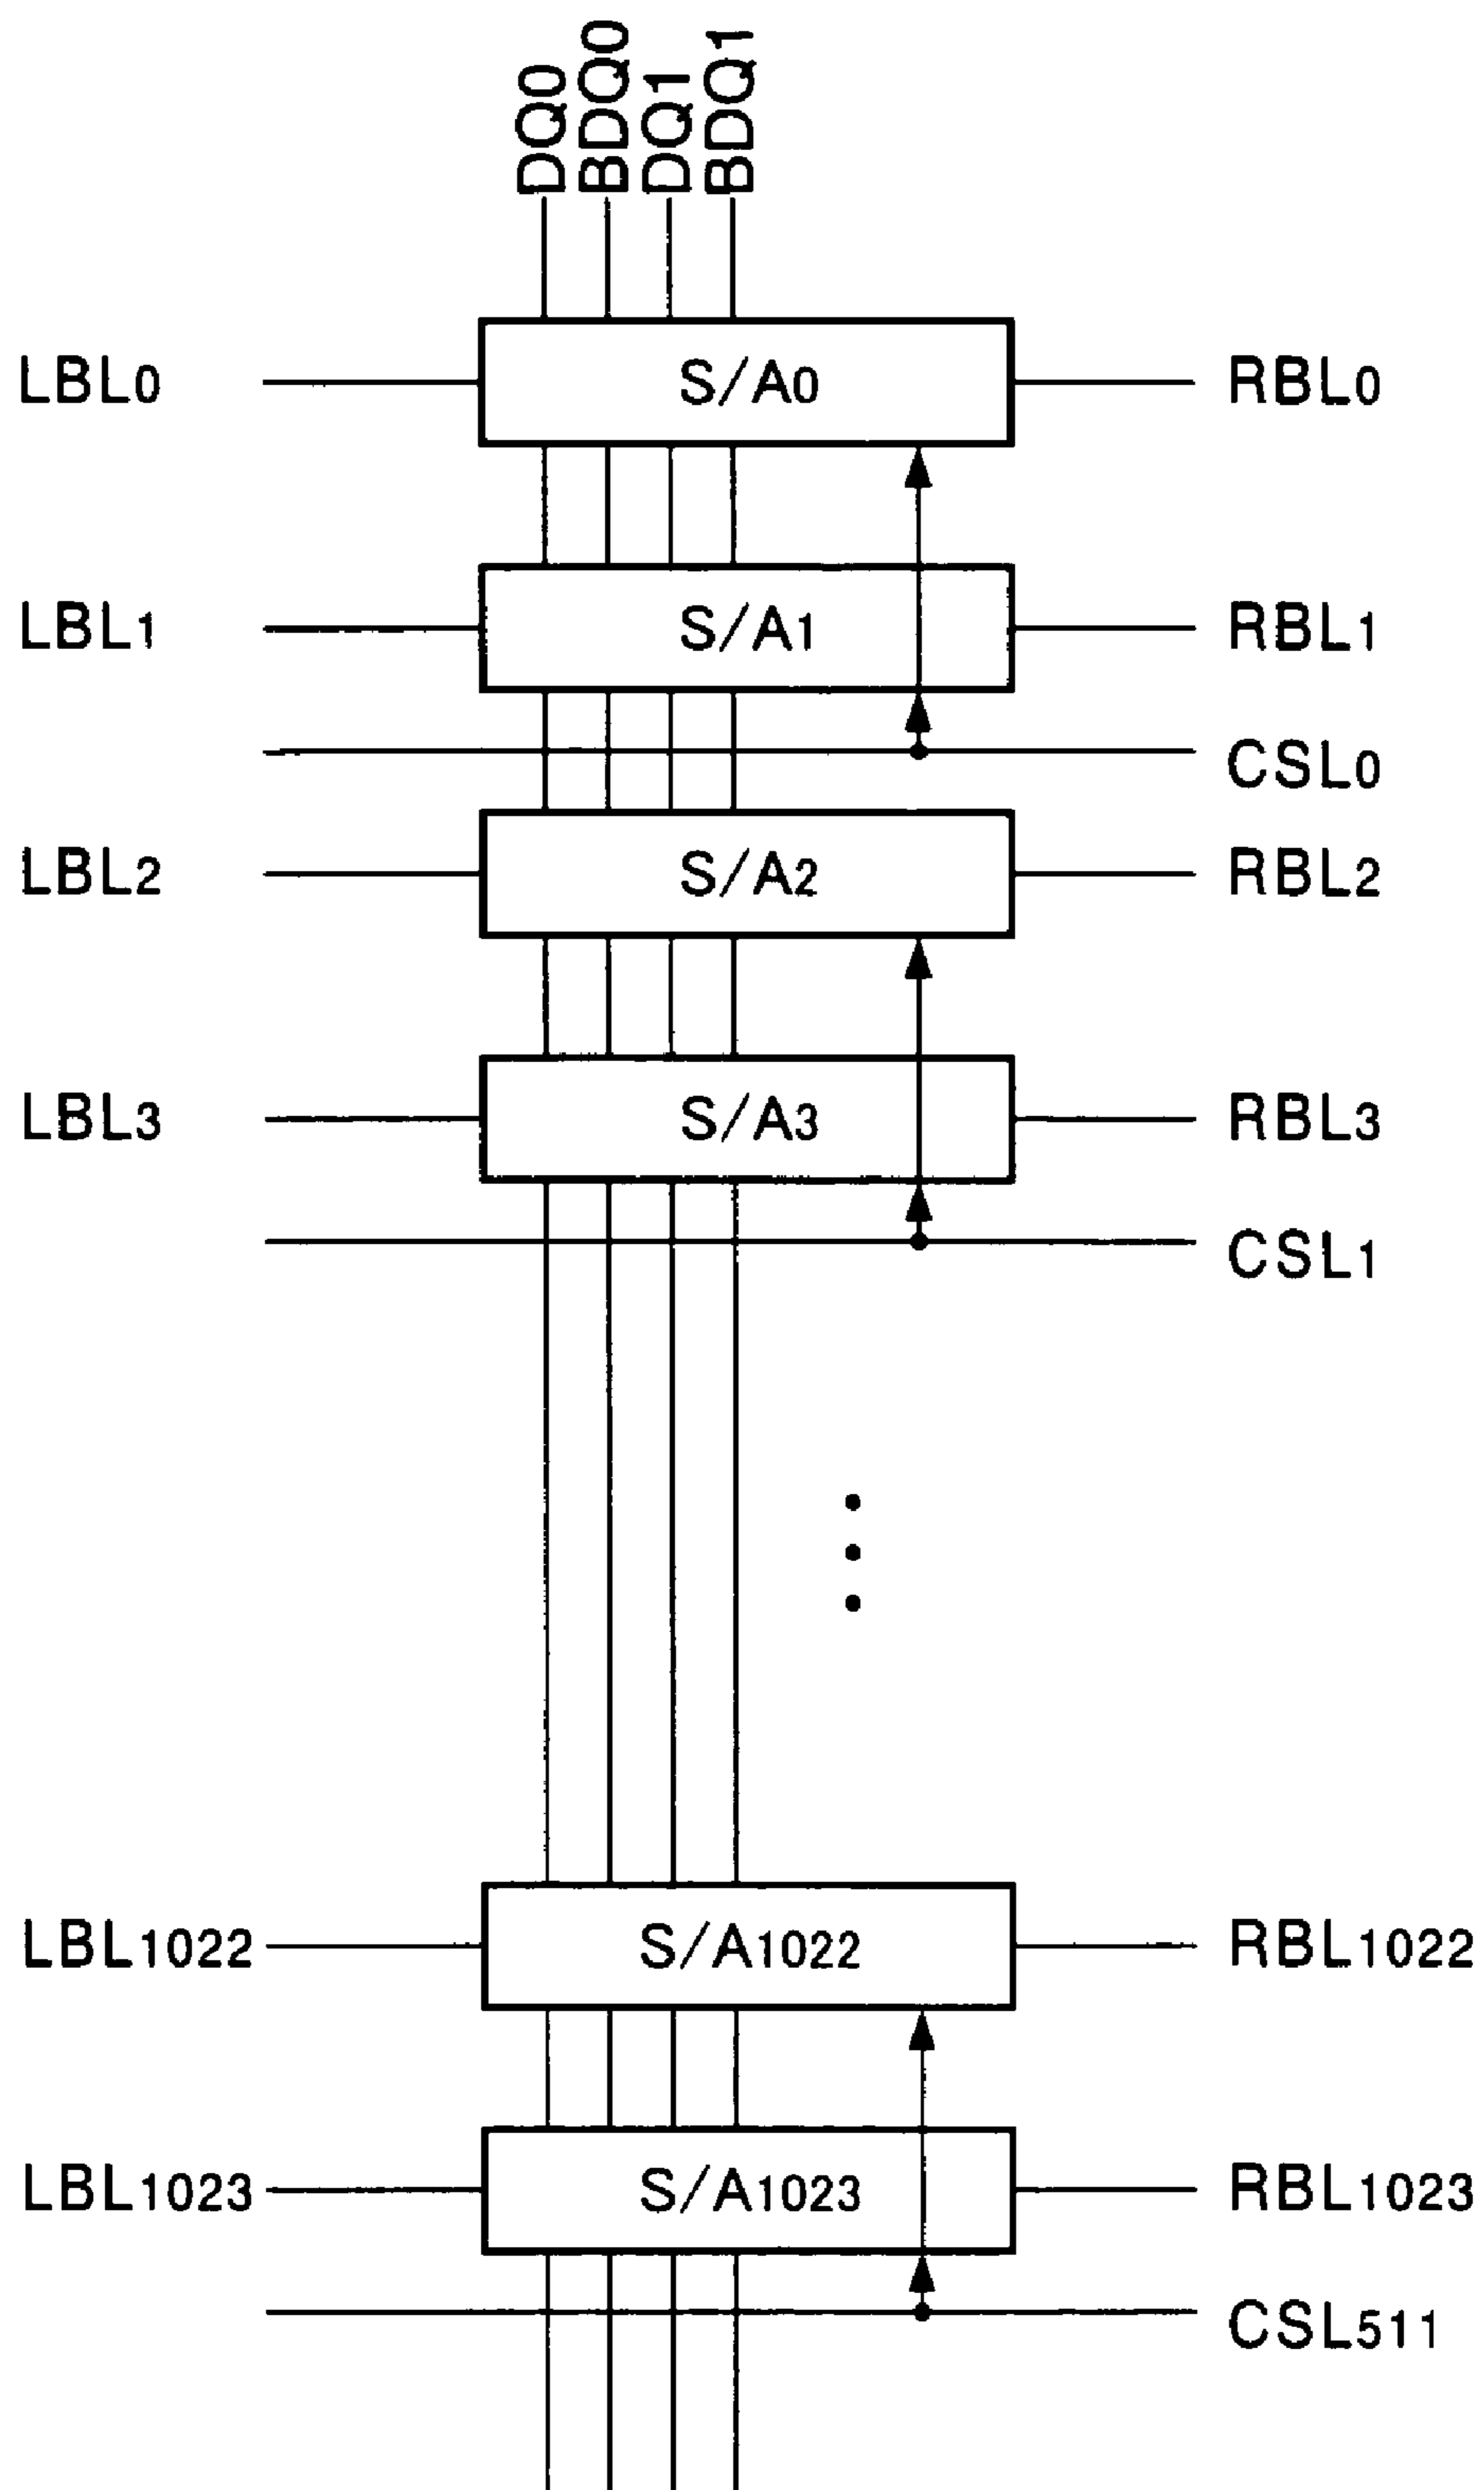 DQ0
BDQ0
DQ1
BDQ1
LBL0 S/A0 RBL0
LBL1 S/A1 RBL1
CSL0
LBL2 S/A2 RBL2
LBL3 S/A3 RBL3
CSL1
LBL1022 S/A1022 RBL1022
LBL1023 S/A1023 RBL1023
CSL511